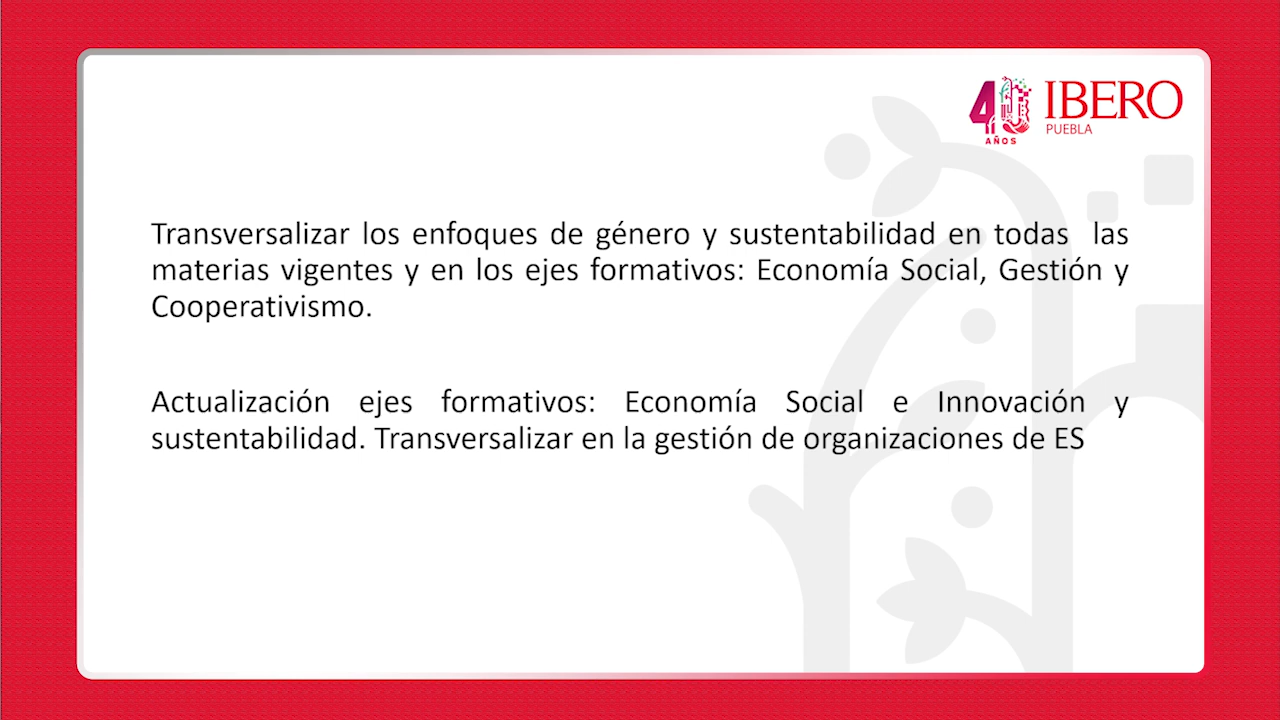 40 IBERO
AÑOS PUEBLA
Transversalizar los enfoques de género y sustentabilidad en todas las
materias vigentes y en los ejes formativos: Economía Social, Gestión y
Cooperativismo.
Actualización ejes formativos: Economía Social e Innovación y
sustentabilidad. Transversalizar en la gestión de organizaciones de ES